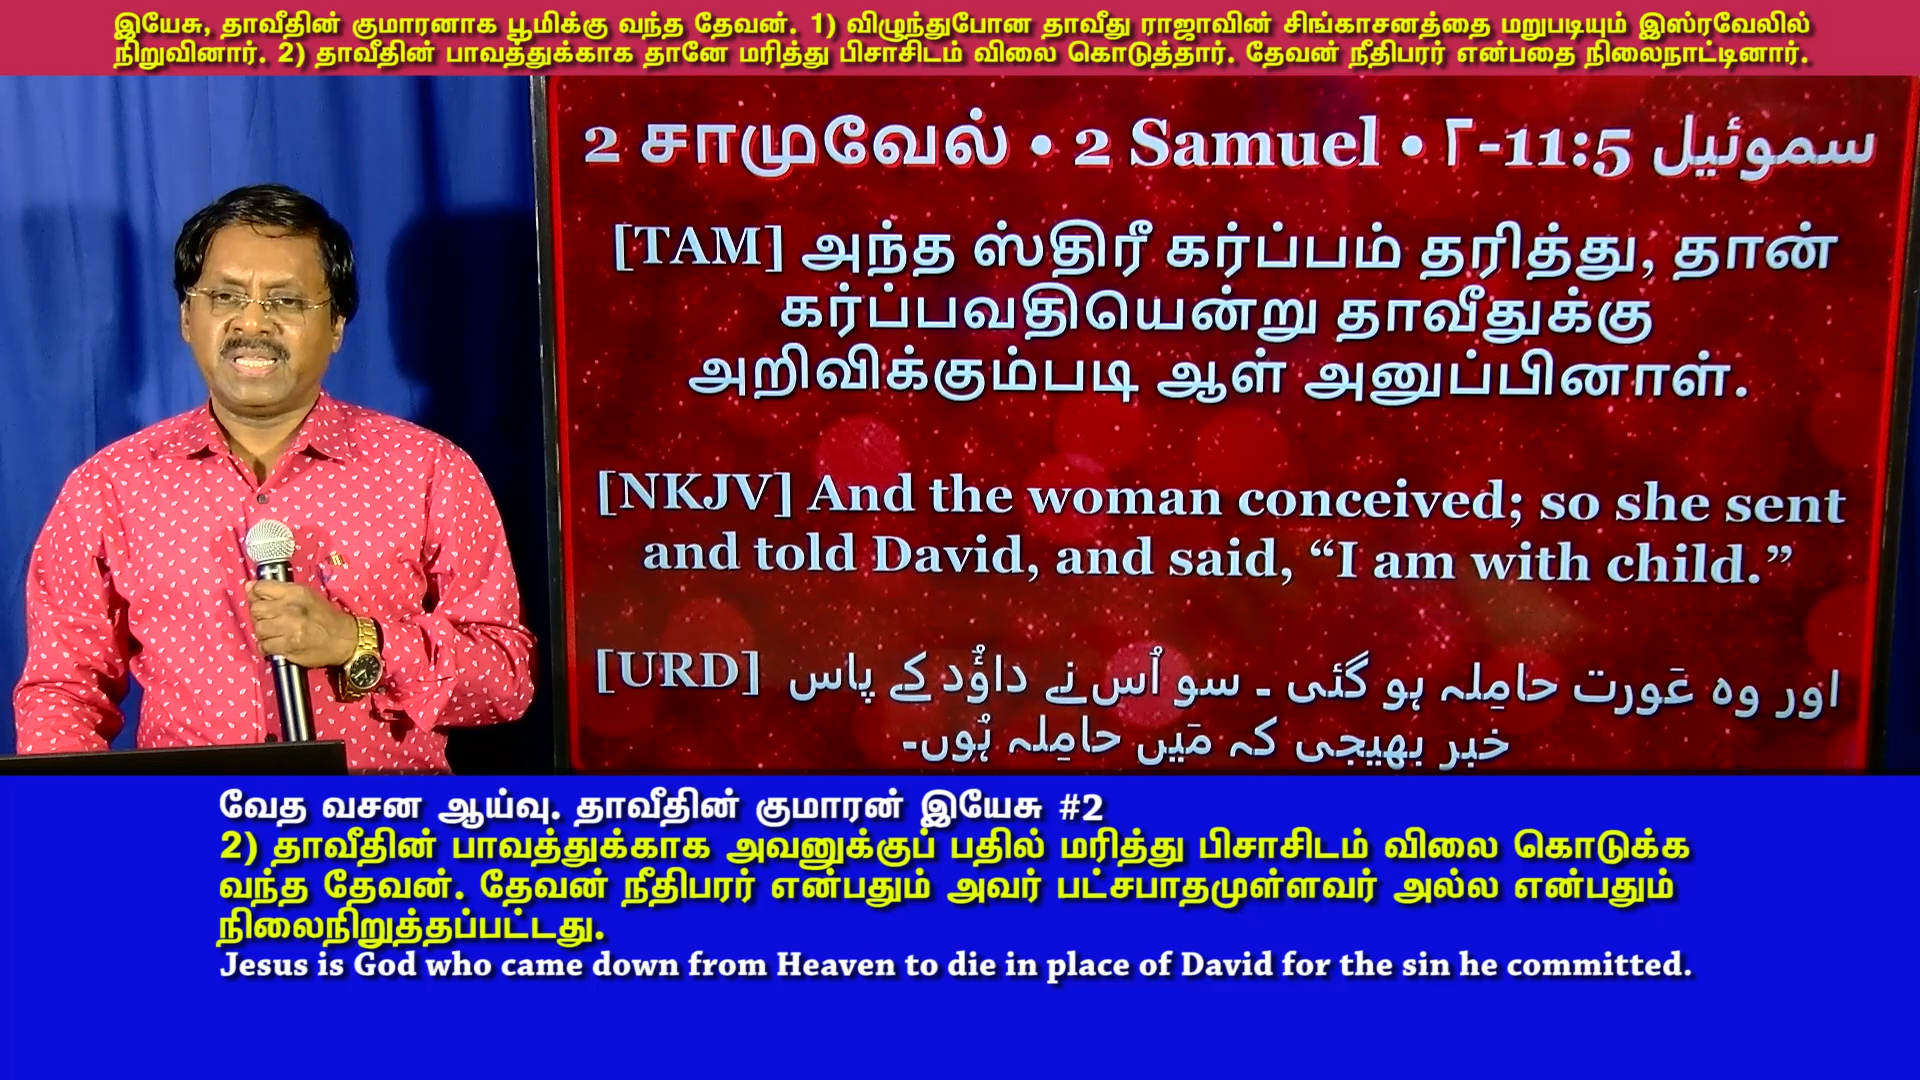 இயேசு, தாவீதின் குமாரனாக பூமிக்கு வந்த தேவன். 1) விழுந்துபோன தாவீது ராஜாவின் சிங்காசனத்தை மறுபடியும் இஸ்ரவேலில்
நிறுவினார். 2) தாவீதின் பாவத்துக்காக தானே மரித்து பிசாசிடம் விலை கொடுத்தார். தேவன் நீதிபரர் என்பதை நிலைநாட்டினார்.
2 சாமுவேல் • 2 Samuel • ۲-11:5 سموئیل
[TAM] அந்த ஸ்திரீ கர்ப்பம் தரித்து, தான்
கர்ப்பவதியென்று தாவீதுக்கு
அறிவிக்கும்படி ஆள் அனுப்பினாள்.
[NKJV] And the woman conceived; so she sent
and told David, and said, “I am with child.”
[URD] اور وہ عَورت حامِلہ ہو گئی ۔ سو اُس نے داؤُد کے پاس
خبر بھیجی کہ مَیں حامِلہ ہُوں۔
வேத வசன ஆய்வு. தாவீதின் குமாரன் இயேசு #2
2) தாவீதின் பாவத்துக்காக அவனுக்குப் பதில் மரித்து பிசாசிடம் விலை கொடுக்க
வந்த தேவன். தேவன் நீதிபரர் என்பதும் அவர் பட்சபாதமுள்ளவர் அல்ல என்பதும்
நிலைநிறுத்தப்பட்டது.
Jesus is God who came down from Heaven to die in place of David for the sin he committed.